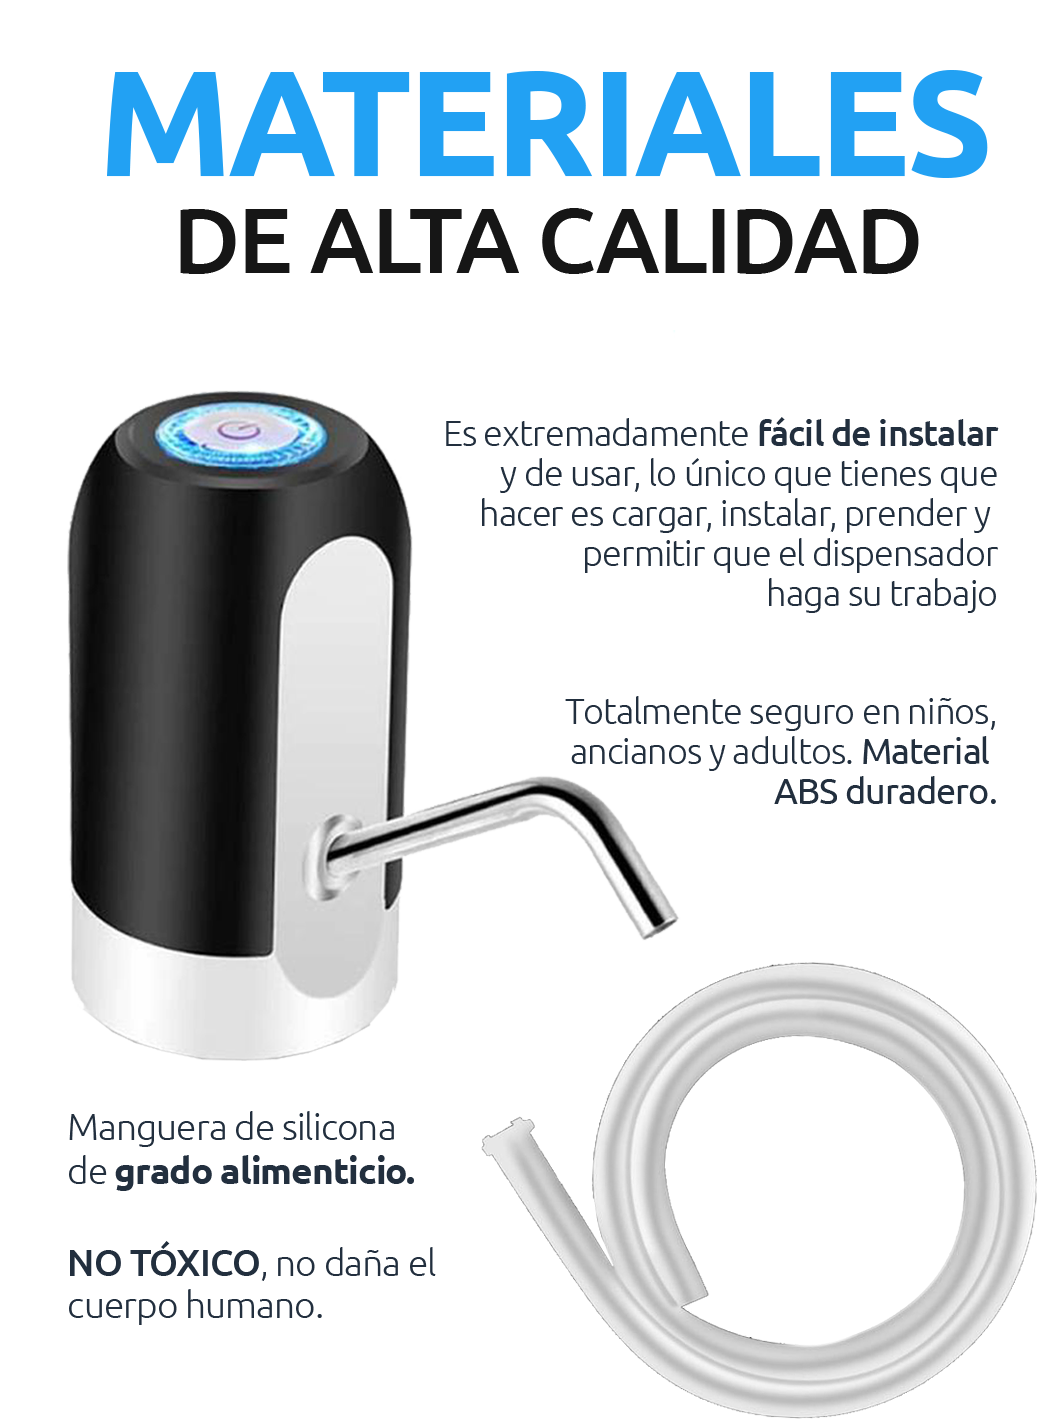 MATERIALES
DE ALTA CALIDAD
Es extremadamente fácil de instalar
y de usar, lo único que tienes que
hacer es cargar, instalar, prender y
permitir que el dispensador
haga su trabajo
Totalmente seguro en niños,
ancianos y adultos. Material
ABS duradero.
Manguera de silicona
de grado alimenticio.
NO TÓXICO, no daña el
cuerpo humano.